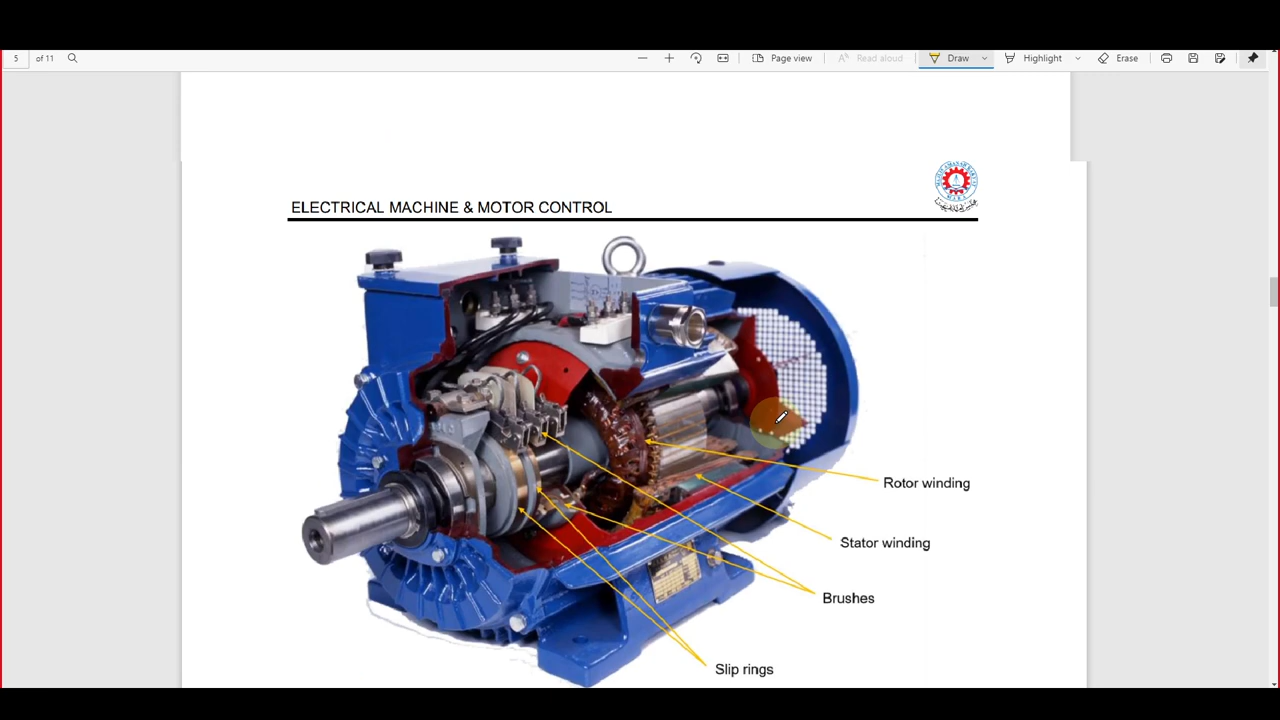 5 of 11 Page view Read aloud Draw Highlight Erase
ELECTRICAL MACHINE & MOTOR CONTROL
Rotor winding
Stator winding
Brushes
Slip rings